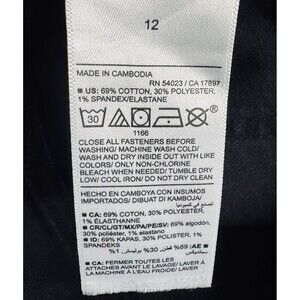 12
MADE IN CAMBODIA
RN 54023 / CA 17897
■ US: 69% COTTON, 30% POLYESTER,
1% SPANDEX/ELASTANE
30
1166
CLOSE ALL FASTENERS BEFORE
WASHING/ MACHINE WASH COLD/
WASH AND DRY INSIDE OUT WITH LIKE
COLORS/ ONLY NON-CHLORINE
BLEACH WHEN NEEDED/ TUMBLE DRY
LOW/ COOL IRON/ DO NOT DRY CLEAN
HECHO EN CAMBOYA CON INSUMOS
IMPORTADOS/ DIBUAT DI KAMBOJA/
■ CA: 69% COTON, 30% POLYESTER,
1% ÉLASTHANNE
■ CR/CL/GT/MX/PA/PE/SV: 69% algodón,
30% poliéster, 1% elastano
■ ID: 69% KAPAS, 30% POLISTER, 1%
SPANDEKS
■ CA: FERMER TOUTES LES
ATTACHES AVANT LE LAVAGE/ LAVER
À LA MACHINE À L'EAU FROIDE/ LAVER